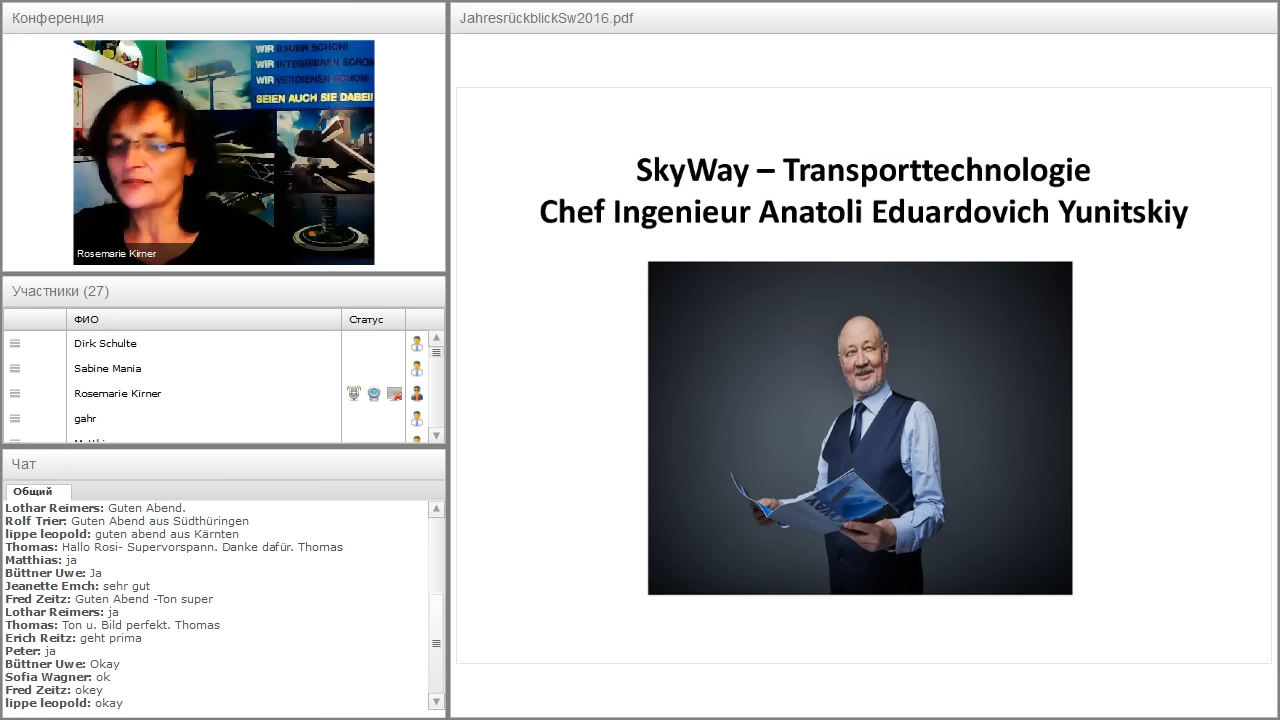 Конференция
WIR BAUEN SCHON!
WIR INTEGRIEREN SCHON
WIR VERDIENEN SCHON!
SEIEN AUCH SIE DABEI!
Rosemarie Kirner
Участники (27)
ФИО Статус
Dirk Schulte
Sabine Mania
Rosemarie Kirner
gahr
Чат
Общий
Lothar Reimers: Guten Abend.
Rolf Trier: Guten Abend aus Südthüringen
lippe leopold: guten abend aus Kärnten
Thomas: Hallo Rosi- Supervorspann. Danke dafür. Thomas
Matthias: ja
Büttner Uwe: Ja
Jeanette Emch: sehr gut
Fred Zeitz: Guten Abend -Ton super
Lothar Reimers: ja
Thomas: Ton u. Bild perfekt. Thomas
Erich Reitz: geht prima
Peter: ja
Büttner Uwe: Okay
Sofia Wagner: ok
Fred Zeitz: okey
lippe leopold: okay
JahresrückblickSw2016.pdf
SkyWay – Transporttechnologie
Chef Ingenieur Anatoli Eduardovich Yunitskiy